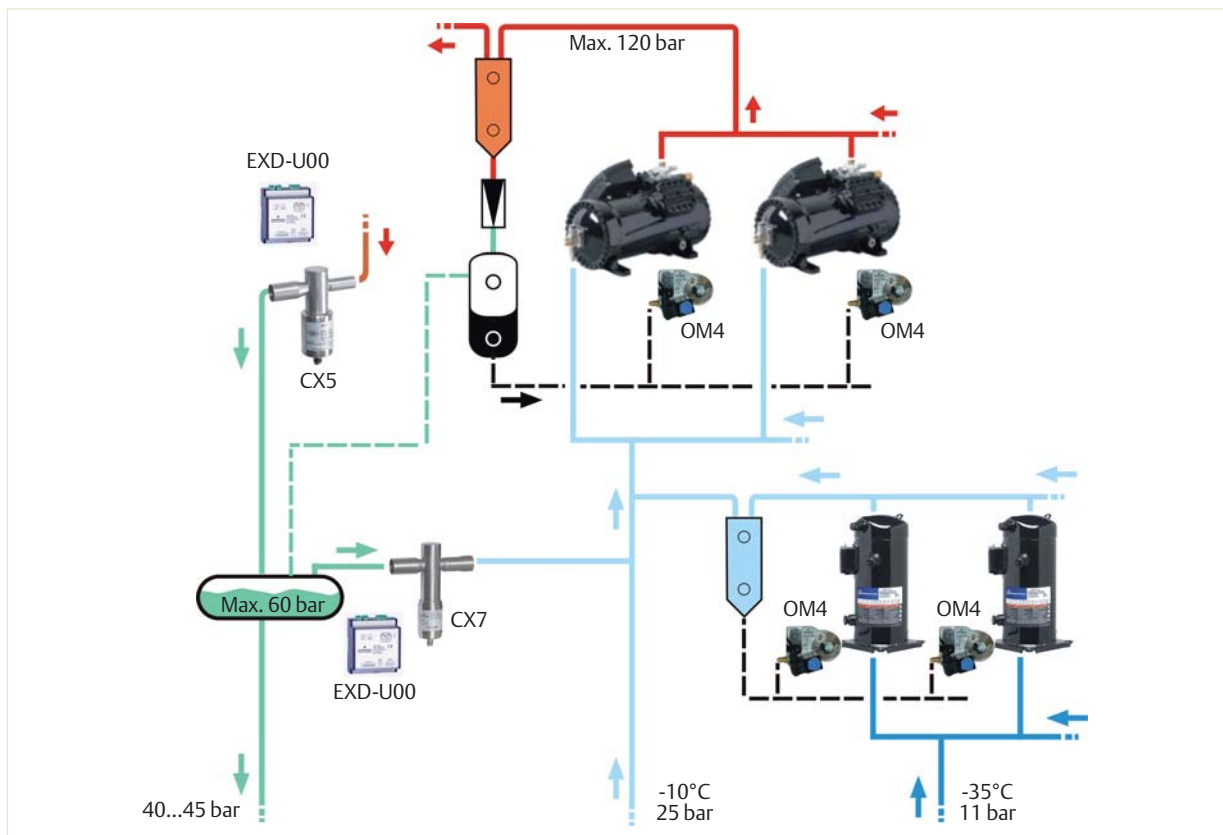 Max. 120 bar
EXD-U00
OM4
OM4
CX5
Max. 60 bar
CX7
OM4
OM4
EXD-U00
40...45 bar
-10°C
25 bar
-35°C
11 bar